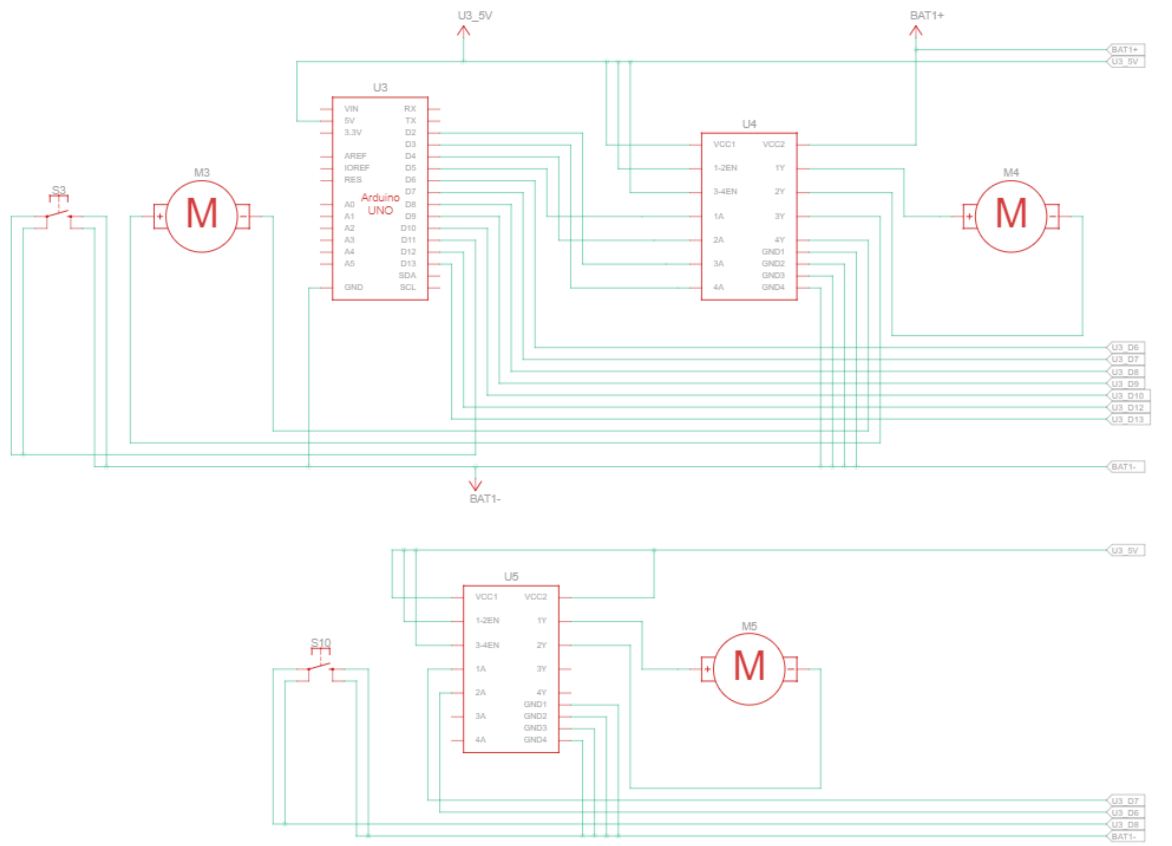 U3_5V
BAT1+
BAT1+
U3_5V
U3
VIN RX
5V TX
3.3V D2
D3
AREF D4
IOREF D5
RES D6
D7
A0 D8
A1 D9
A2 D10
A3 D11
A4 D12
A5 D13
SDA
GND SCL
Arduino
UNO
U4
VCC1 VCC2
1-2EN 1Y
3-4EN 2Y
1A 3Y
2A 4Y
GND1
3A GND2
GND3
4A GND4
S3
M3
+ M -
M4
+ M -
U3_D6
U3_D7
U3_D8
U3_D9
U3_D10
U3_D12
U3_D13
BAT1-
BAT1-
U3_5V
U5
VCC1 VCC2
1-2EN 1Y
3-4EN 2Y
1A 3Y
2A 4Y
GND1
3A GND2
GND3
4A GND4
S10
M5
+ M -
U3_D7
U3_D6
U3_D8
BAT1-